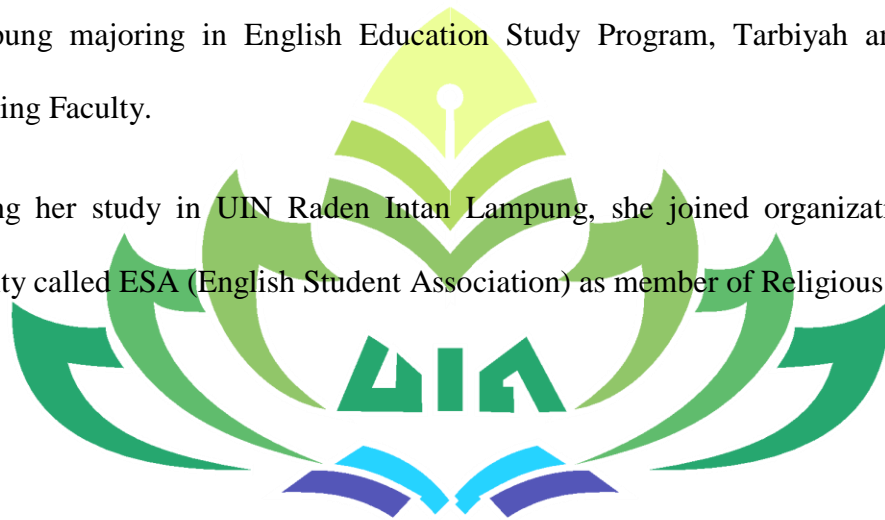 pung majoring in English Education Study Program, Tarbiyah an
ing Faculty.
ng her study in UIN Raden Intan Lampung, she joined organizati
ty called ESA (English Student Association) as member of Religious
UIN